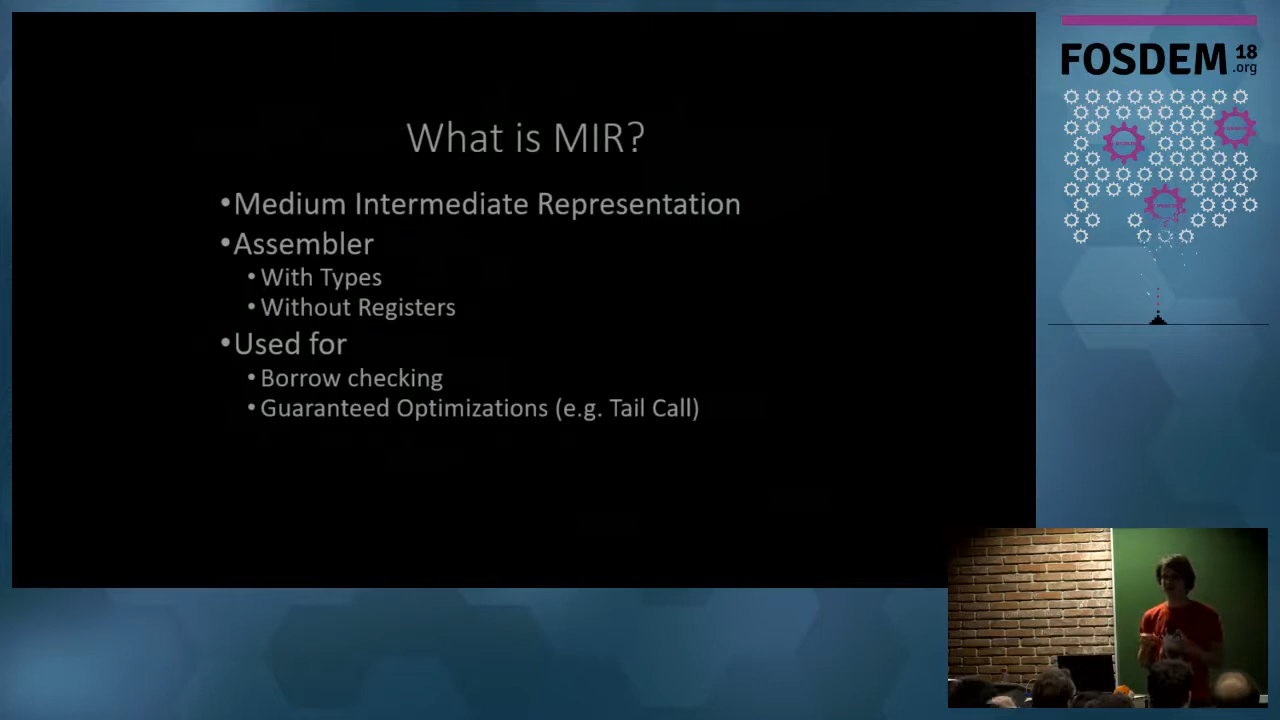 What is MIR?
•Medium Intermediate Representation
•Assembler
•With Types
•Without Registers
•Used for
•Borrow checking
•Guaranteed Optimizations (e.g. Tail Call)
FOSDEM 18
.org